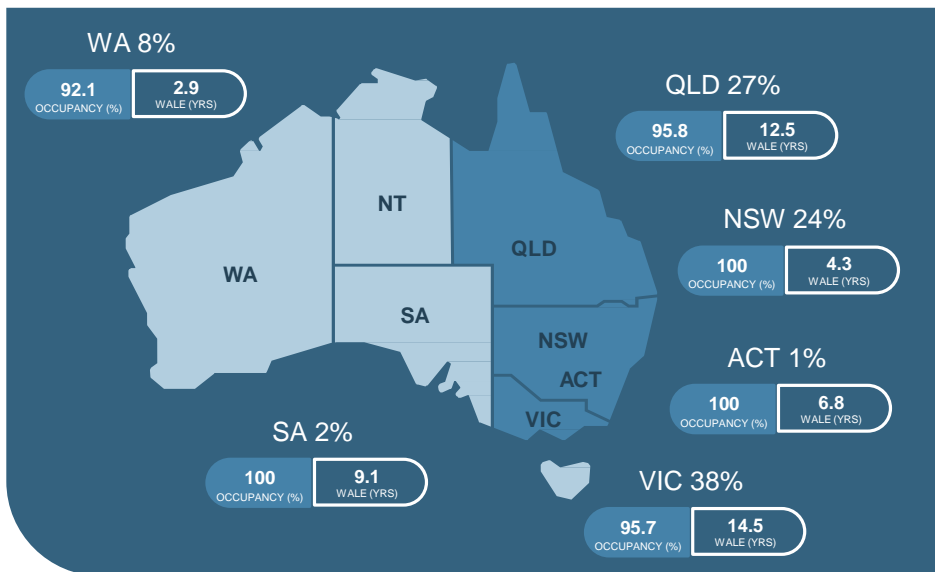 WA 8%
92.1
OCCUPANCY (%)
2.9
WALE (YRS)
QLD 27%
95.8
OCCUPANCY (%)
12.5
WALE (YRS)
NT
QLD
WA
SA
NSW
ACT
VIC
NSW 24%
100
OCCUPANCY (%)
4.3
WALE (YRS)
ACT 1%
100
OCCUPANCY (%)
6.8
WALE (YRS)
SA 2%
100
OCCUPANCY (%)
9.1
WALE (YRS)
VIC 38%
95.7
OCCUPANCY (%)
14.5
WALE (YRS)